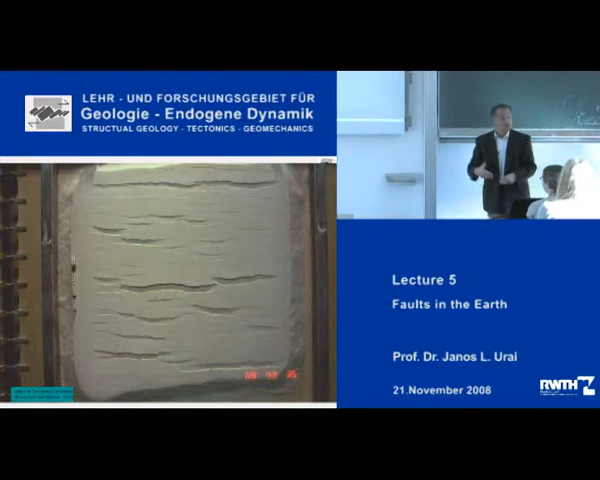 LEHR - UND FORSCHUNGSGEBIET FÜR
Geologie - Endogene Dynamik
STRUCTUAL GEOLOGY - TECTONICS - GEOMECHANICS
Lecture 5
Faults in the Earth
Prof. Dr. Janos L. Urai
21.November 2008
RWTH